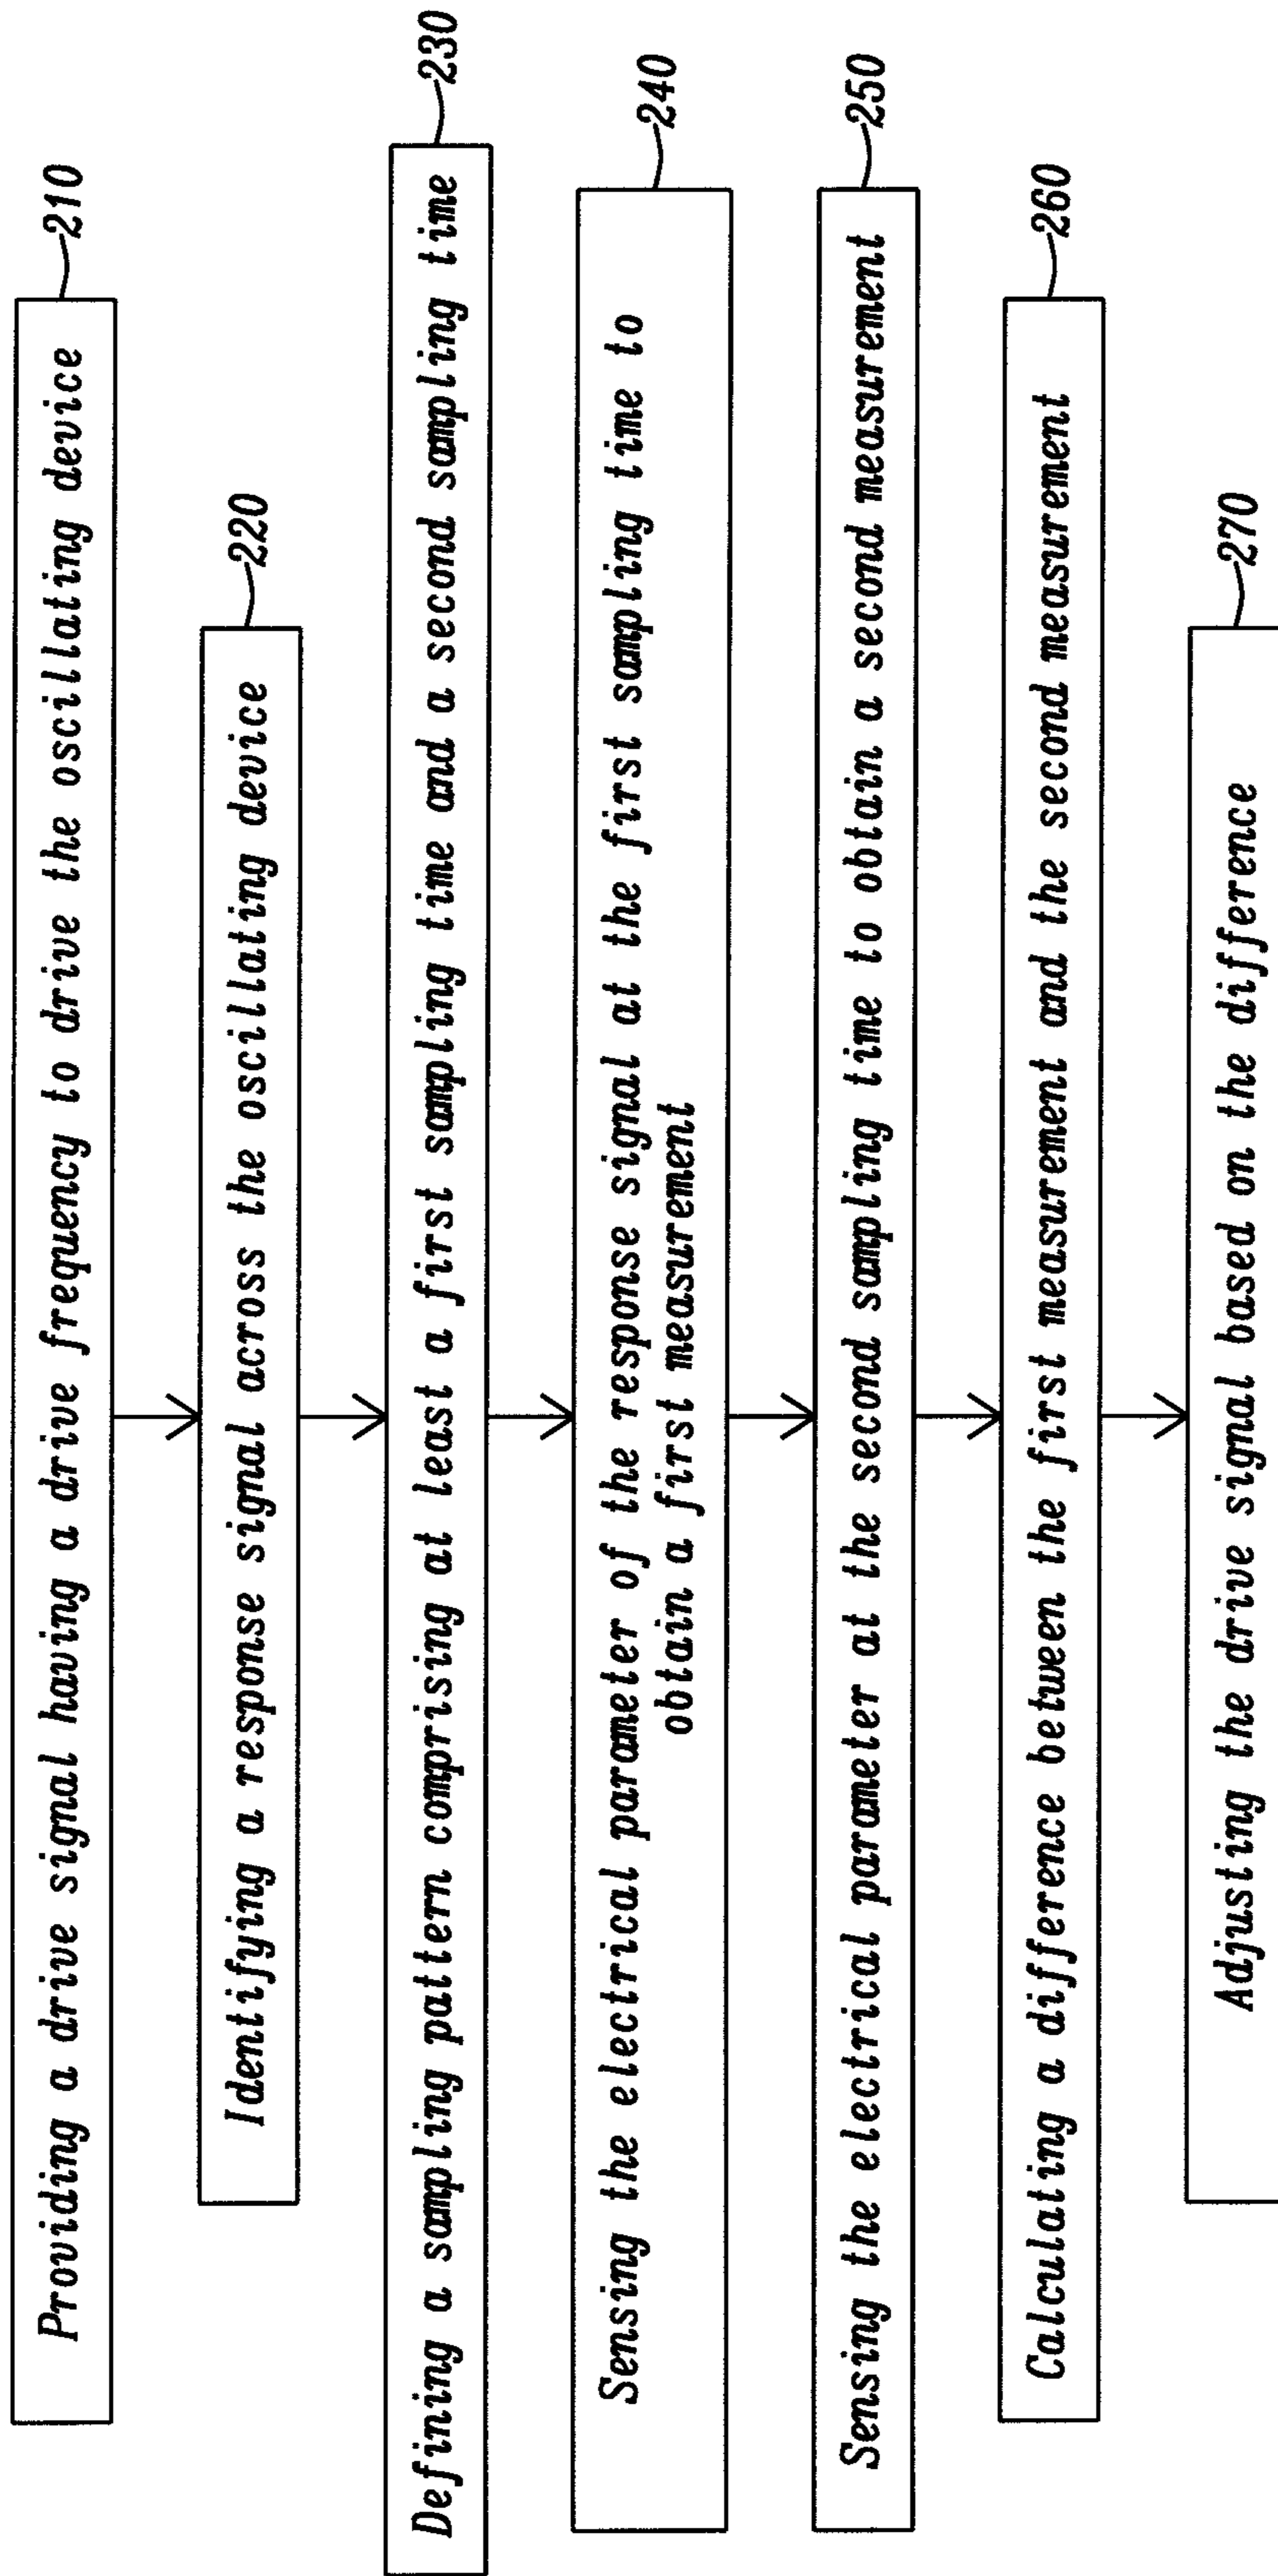 Providing a drive signal having a drive frequency to drive the oscillating device
210
Identifying a response signal across the oscillating device
220
Defining a sampling pattern comprising at least a first sampling time and a second sampling time
230
Sensing the electrical parameter of the response signal at the first sampling time to
obtain a first measurement
240
Sensing the electrical parameter at the second sampling time to obtain a second measurement
250
Calculating a difference between the first measurement and the second measurement
260
Adjusting the drive signal based on the difference
270